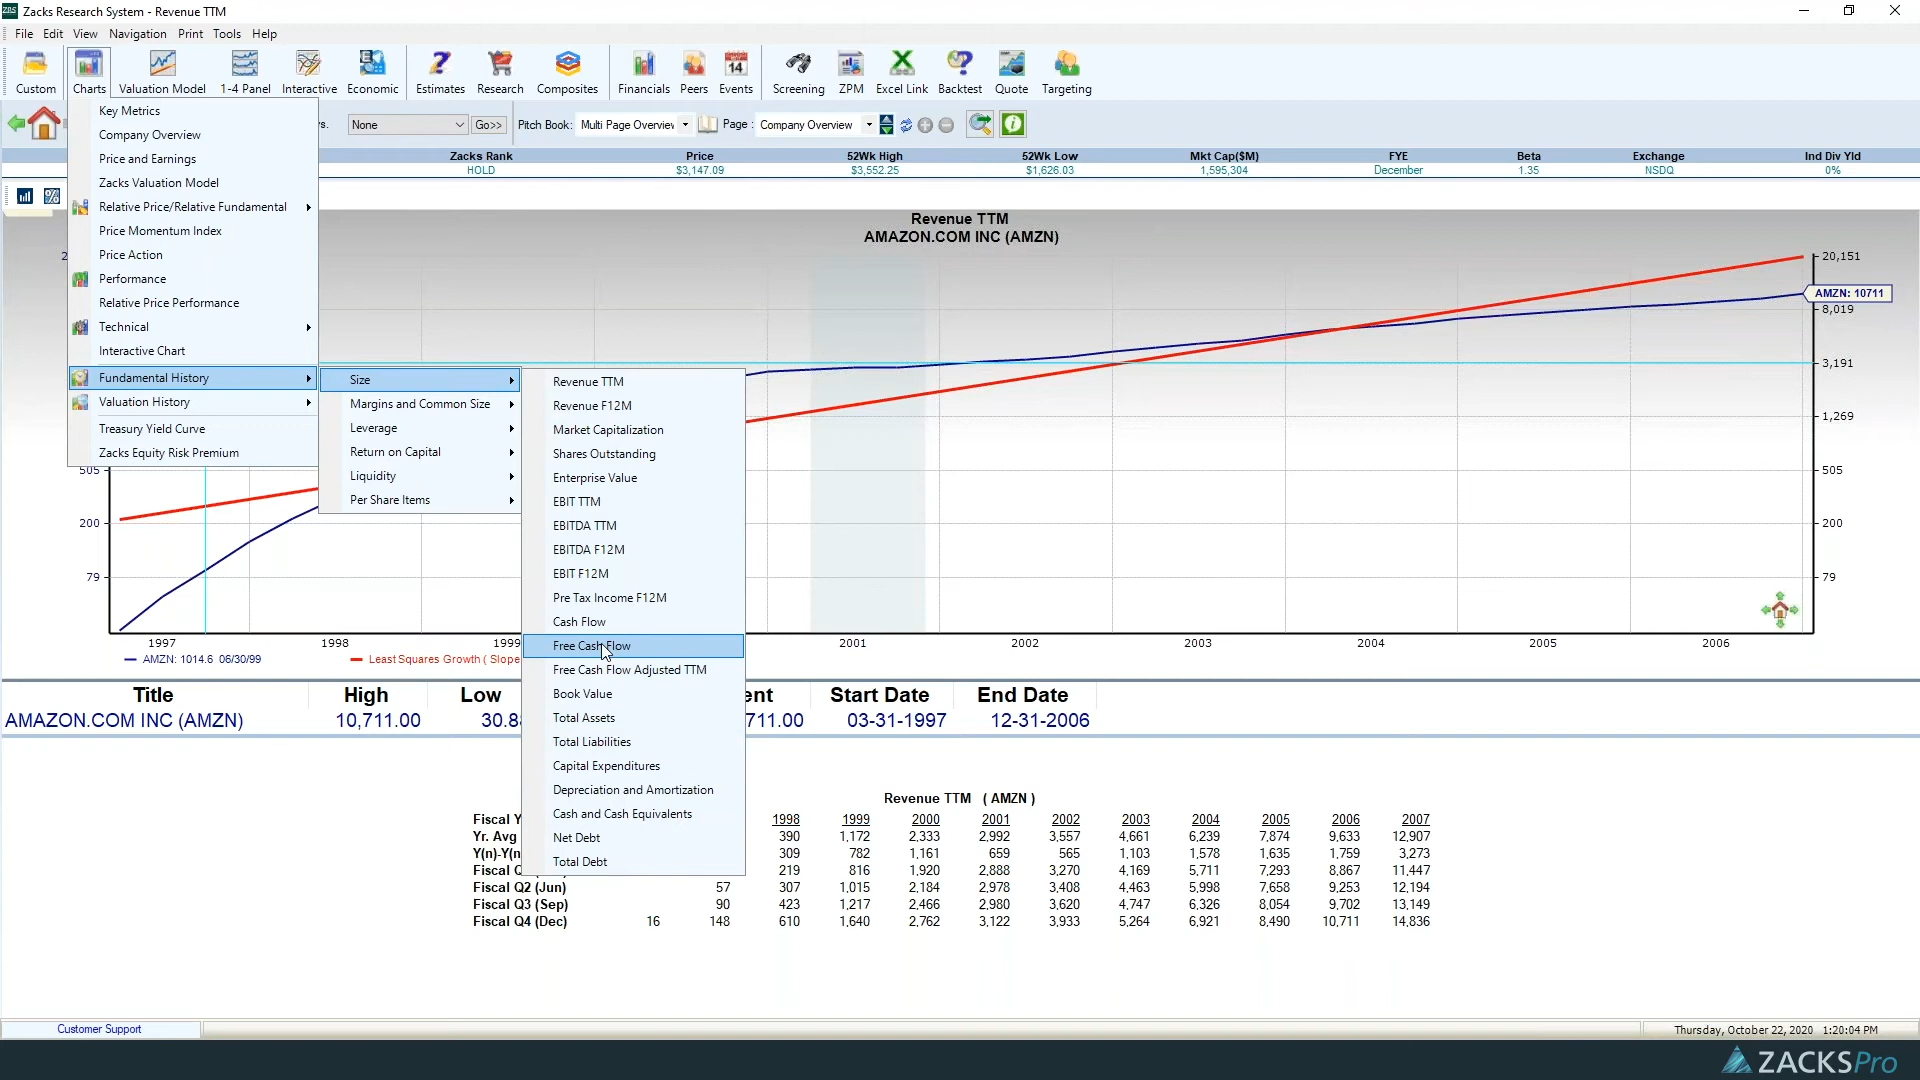 Zacks Research System - Revenue TTM
File Edit View Navigation Print Tools Help
Custom Charts Valuation Model 1-4 Panel Interactive Economic Estimates Research Composites Financials Peers Events Screening ZPM Excel Link Backtest Quote Targeting
None Go>> Pitch Book: Multi Page Overview Page : Company Overview
Zacks Rank Price 52Wk High 52Wk Low Mkt Cap($M) FYE Beta Exchange Ind Div Yld
HOLD $3,147.09 $3,552.25 $1,626.03 1,595,304 December 1.35 NSDQ 0%
Key Metrics
Company Overview
Price and Earnings
Zacks Valuation Model
Relative Price/Relative Fundamental
Price Momentum Index
Price Action
Performance
Relative Price Performance
Technical
Interactive Chart
Fundamental History
Valuation History
Treasury Yield Curve
Zacks Equity Risk Premium
Size
Margins and Common Size
Leverage
Return on Capital
Liquidity
Per Share Items
Revenue TTM
Revenue F12M
Market Capitalization
Shares Outstanding
Enterprise Value
EBIT TTM
EBITDA TTM
EBITDA F12M
EBIT F12M
Pre Tax Income F12M
Cash Flow
Free Cash Flow
Free Cash Flow Adjusted TTM
Book Value
Total Assets
Total Liabilities
Capital Expenditures
Depreciation and Amortization
Cash and Cash Equivalents
Net Debt
Total Debt
Revenue TTM
AMAZON.COM INC (AMZN)
20,151
AMZN: 10711
8,019
3,191
1,269
505 505
200 200
79 79
1997 1998 1999 2001 2002 2003 2004 2005 2006
AMZN: 1014.6 06/30/99 Least Squares Growth ( Slope
Title High Low Start Date End Date
AMAZON.COM INC (AMZN) 10,711.00 03-31-1997 12-31-2006
Revenue TTM ( AMZN )
Fiscal 1998 1999 2000 2001 2002 2003 2004 2005 2006 2007
Yr. Avg 390 1,172 2,333 2,992 3,557 4,661 6,239 7,874 9,633 12,907
309 782 1,161 659 565 1,103 1,578 1,635 1,759 3,273
Fiscal 219 816 1,920 2,888 3,270 4,169 5,711 7,293 8,867 11,447
Fiscal Q2 (Jun) 57 307 1,015 2,184 2,978 3,408 4,463 5,998 7,658 9,253 12,194
Fiscal Q3 (Sep) 90 423 1,217 2,466 2,980 3,620 4,747 6,326 8,054 9,702 13,149
Fiscal Q4 (Dec) 16 148 610 1,640 2,762 3,122 3,933 5,264 6,921 8,490 10,711 14,836
Customer Support Thursday, October 22, 2020 1:20:04 PM
ZACKSPro